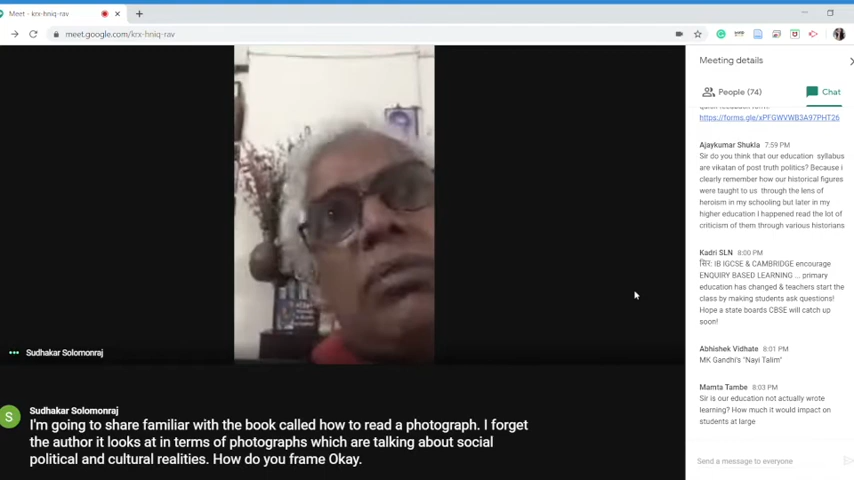 Meet - krx-hniq-rav
meet.google.com/krx-hniq-rav
Meeting details
People (74)
Chat
https://forms.gle/xPFGWVWB3A97PHT26
Ajaykumar Shukla 7:59 PM
Sir do you think that our education syllabus
are vikatan of post truth politics? Because i
clearly remember how our historical figures
were taught to us through the lens of
heroism in my schooling but later in my
higher education I happened read the lot of
criticism of them through various historians
Kadri SLN 8:00 PM
सिर: IB IGCSE & CAMBRIDGE encourage
ENQUIRY BASED LEARNING ... primary
education has changed & teachers start the
class by making students ask questions!
Hope a state boards CBSE will catch up
soon!
Abhishek Vidhate 8:01 PM
MK Gandhi's "Nayi Talim"
Mamta Tambe 8:03 PM
Sir is our education not actually wrote
learning? How much it would impact on
students at large
Send a message to everyone
Sudhakar Solomonraj
S
Sudhakar Solomonraj
I'm going to share familiar with the book called how to read a photograph. I forget
the author it looks at in terms of photographs which are talking about social
political and cultural realities. How do you frame Okay.